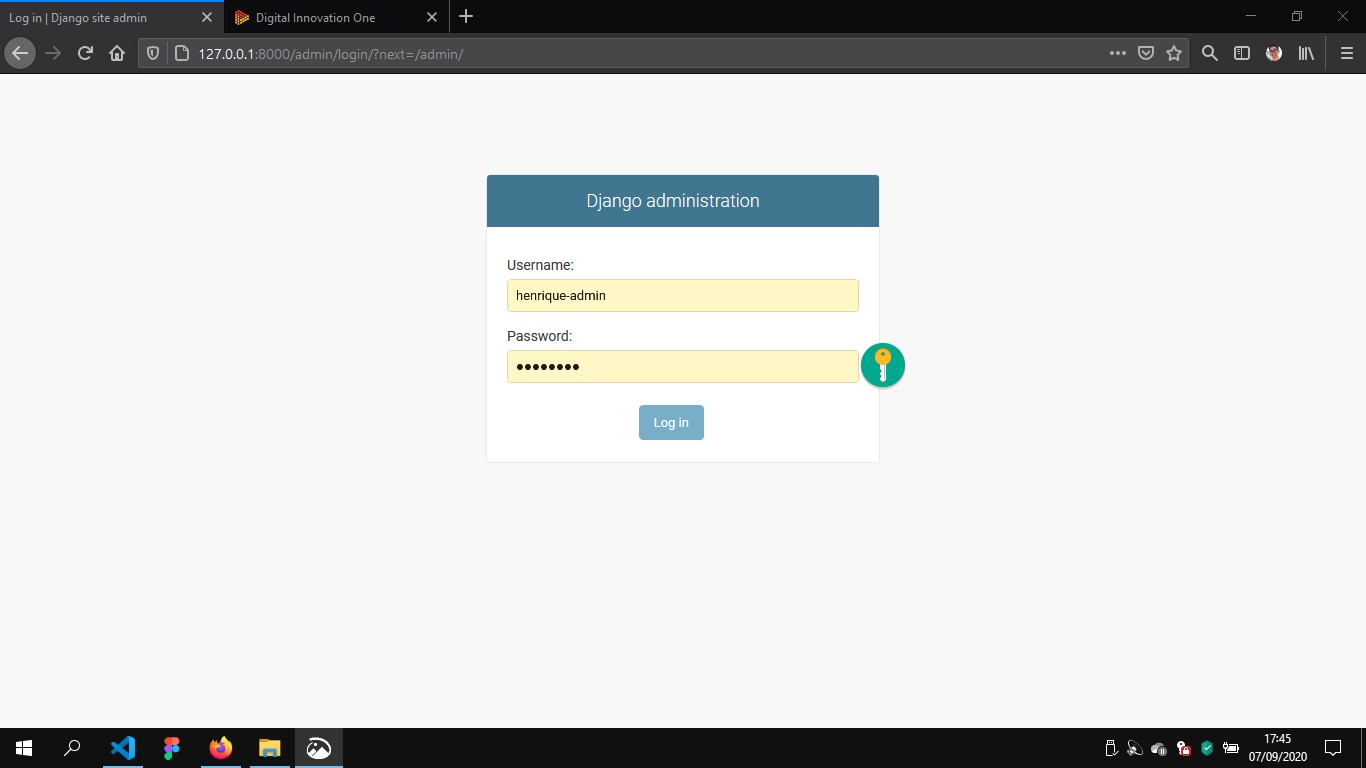 Log in | Django site admin
Digital Innovation One
127.0.0.1:8000/admin/login/?next=/admin/
Django administration
Username:
henrique-admin
Password:
Log in
17:45
07/09/2020